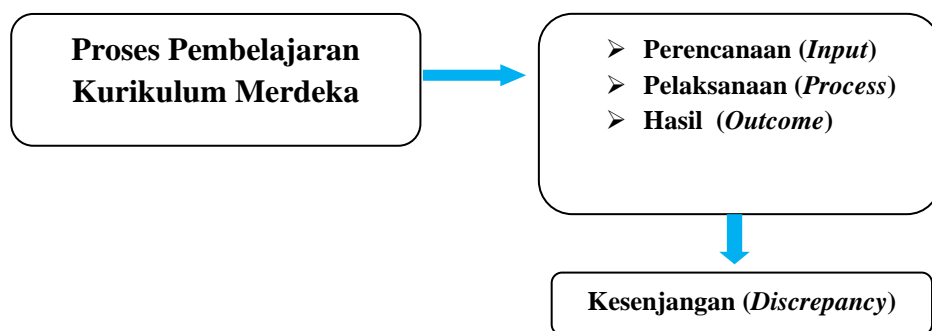 Proses Pembelajaran
Kurikulum Merdeka
➢ Perencanaan (Input)
➢ Pelaksanaan (Process)
➢ Hasil (Outcome)
Kesenjangan (Discrepancy)